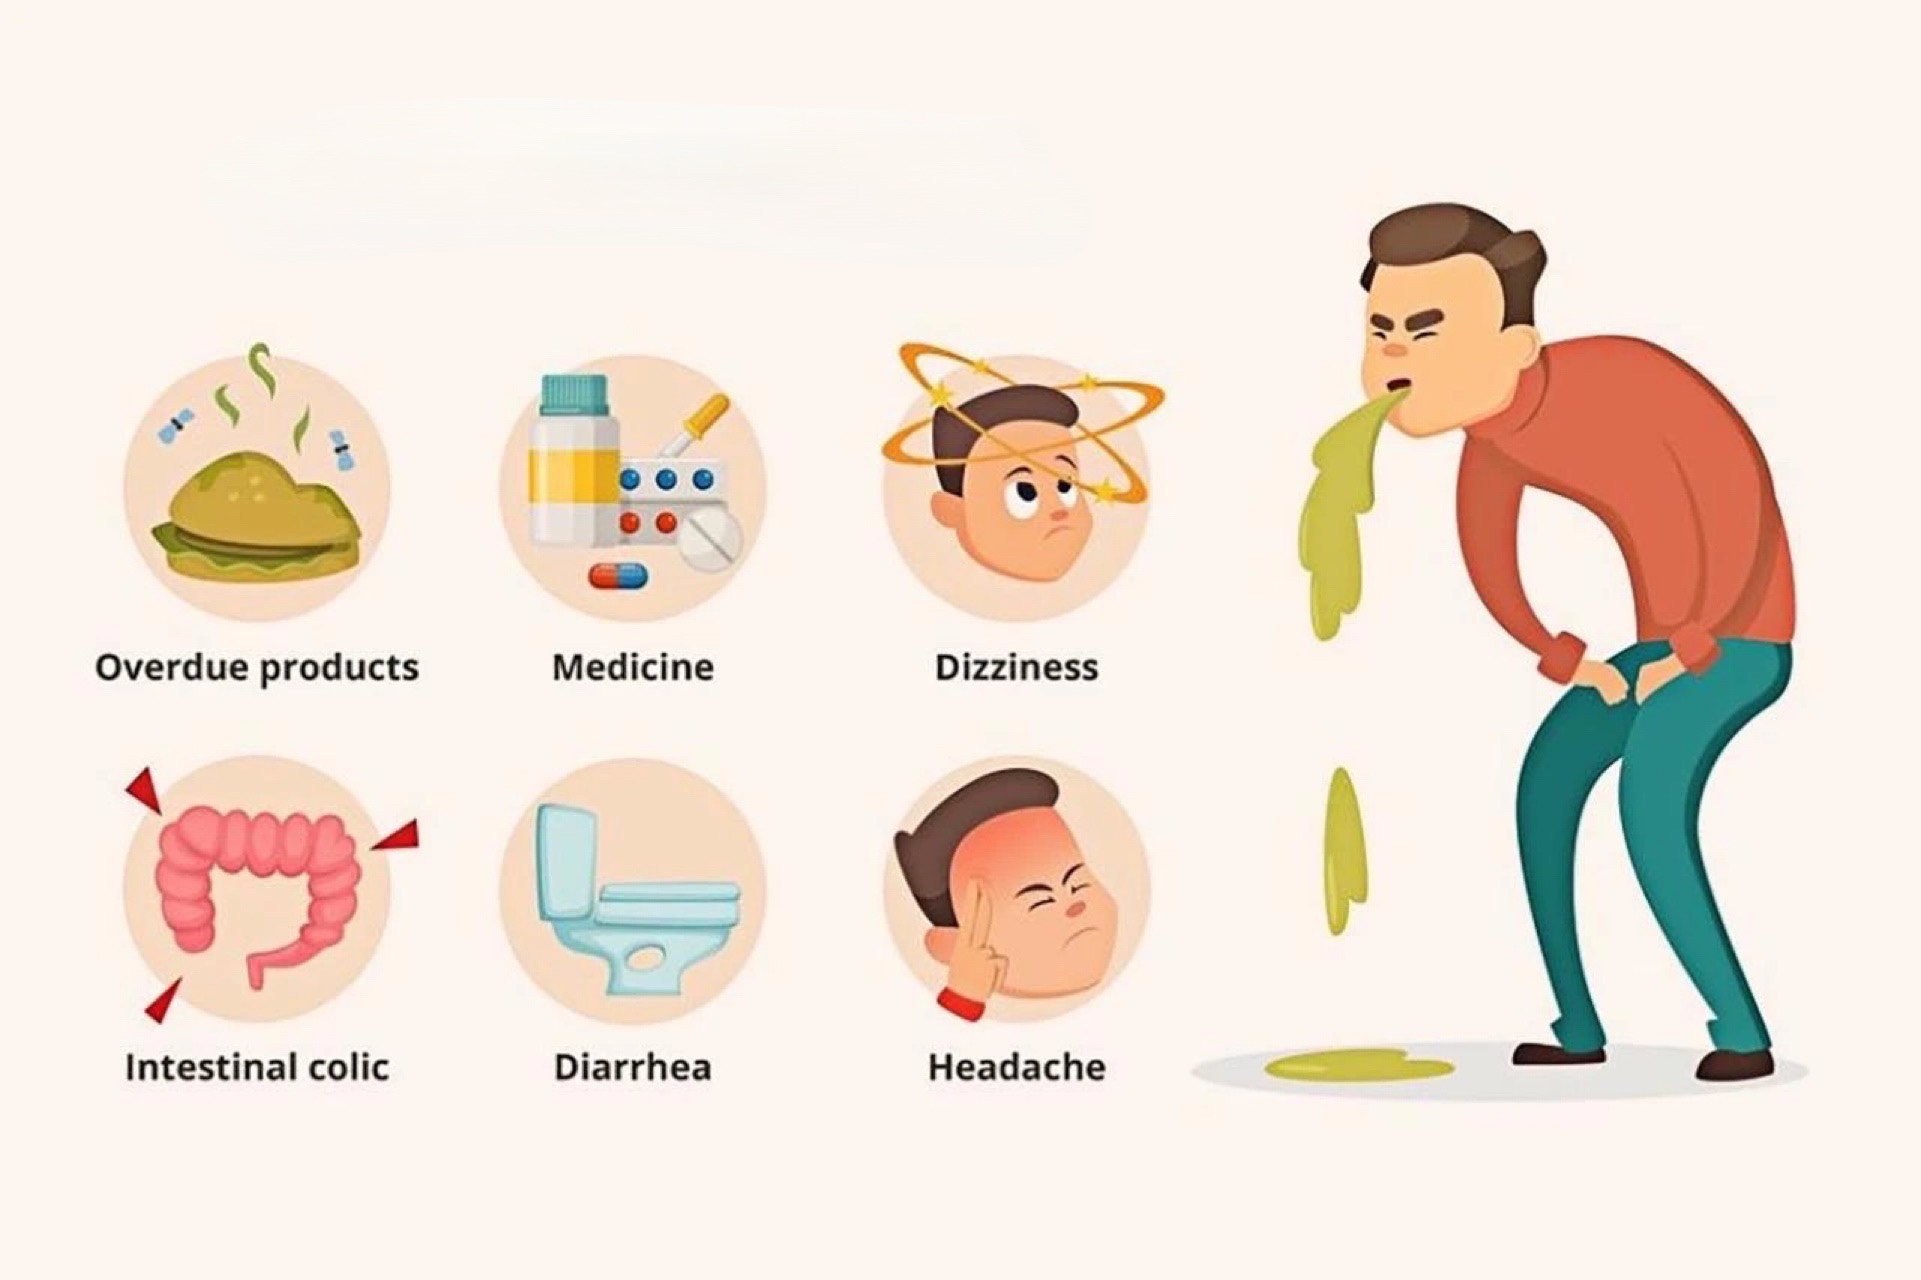 Overdue products
Medicine
Dizziness
Intestinal colic
Diarrhea
Headache